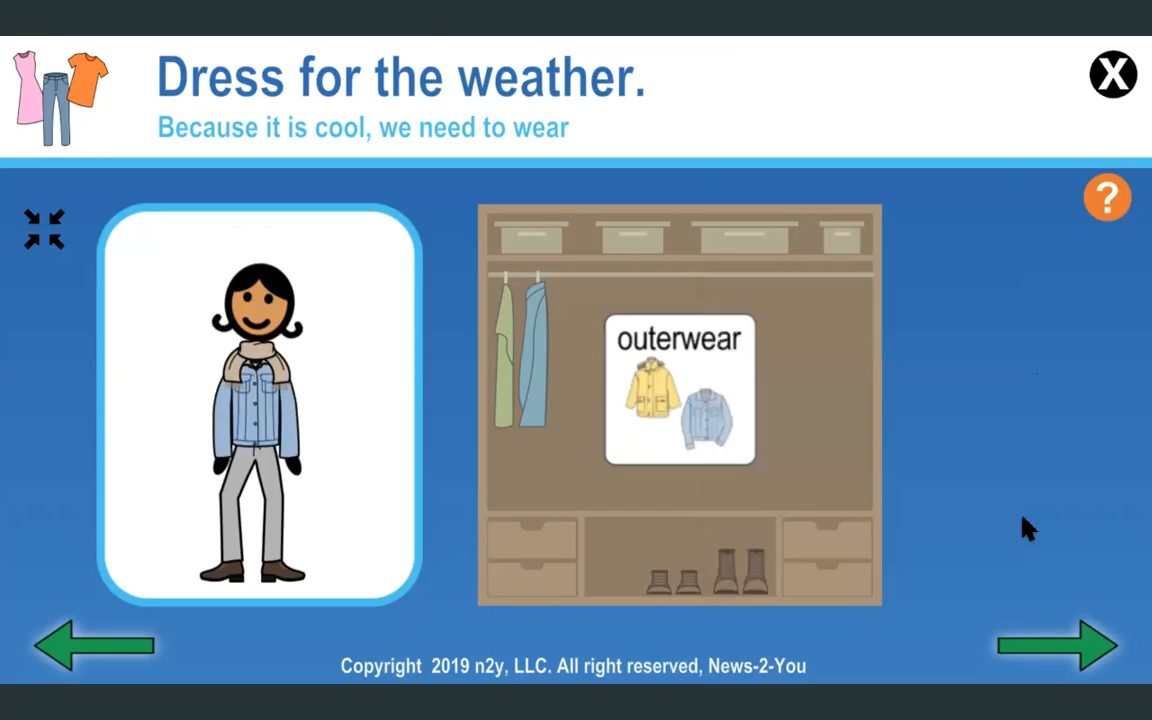 Dress for the weather.
X
Because it is cool, we need to wear
?
outerwear
Copyright 2019 n2y, LLC. All right reserved, News-2-You